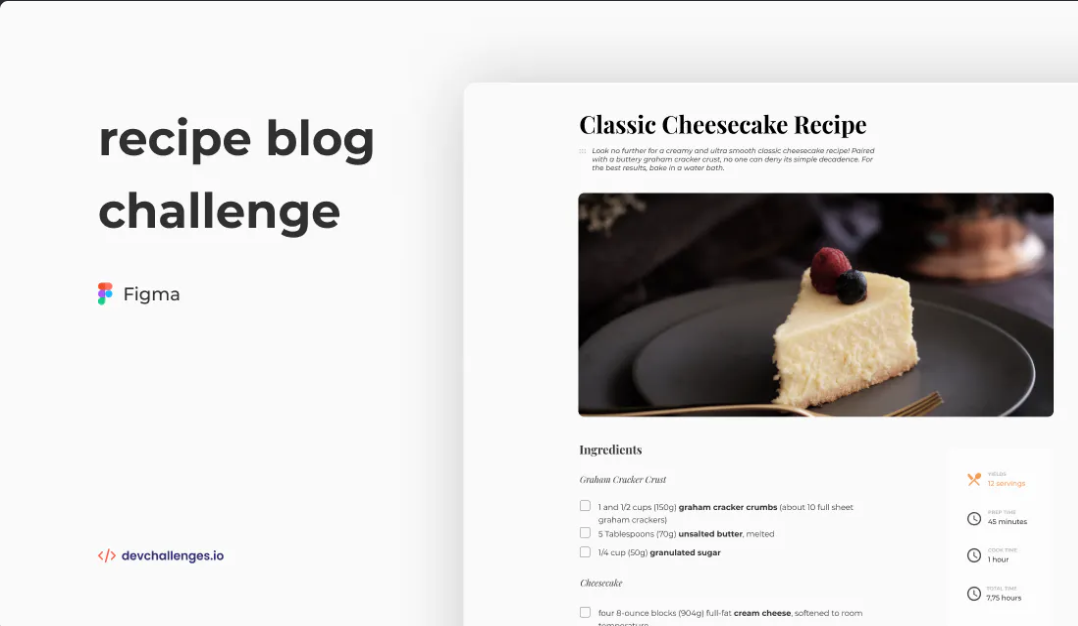 recipe blog
challenge
Figma
</> devchallenges.io
Classic Cheesecake Recipe
Look no further for a creamy and ultra smooth classic cheesecake recipe! Paired
with a buttery graham cracker crust, no one can deny its simple decadence. For
the best results, bake in a water bath.
Ingredients
Graham Cracker Crust
1 and 1/2 cups (150g) graham cracker crumbs (about 10 full sheet
graham crackers)
5 Tablespoons (70g) unsalted butter, melted
1/4 cup (50g) granulated sugar
Cheesecake
four 8-ounce blocks (904g) full-fat cream cheese, softened to room
temperature
YIELDS
12 servings
PREP TIME
45 minutes
COOK TIME
1 hour
TOTAL TIME
7,75 hours